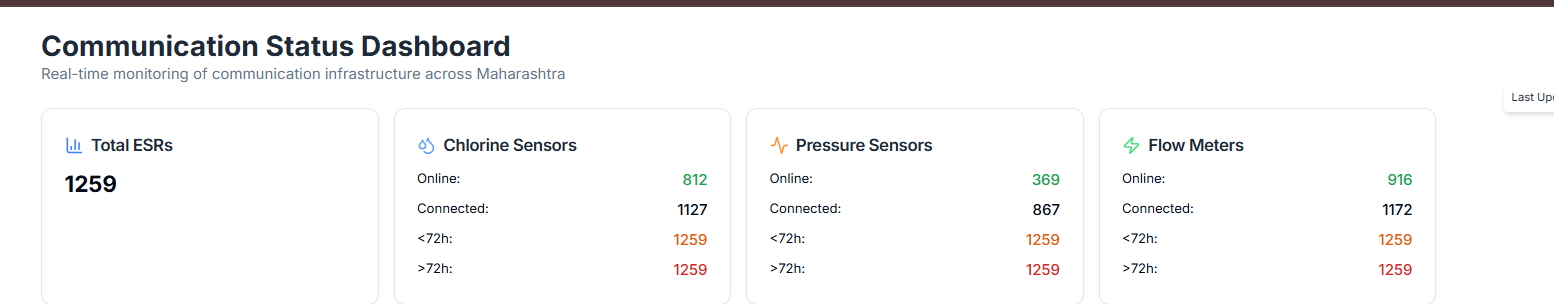 Communication Status Dashboard
Real-time monitoring of communication infrastructure across Maharashtra
Last Upd
Total ESRs
1259
Chlorine Sensors
Online: 812
Connected: 1127
<72h: 1259
>72h: 1259
Pressure Sensors
Online: 369
Connected: 867
<72h: 1259
>72h: 1259
Flow Meters
Online: 916
Connected: 1172
<72h: 1259
>72h: 1259